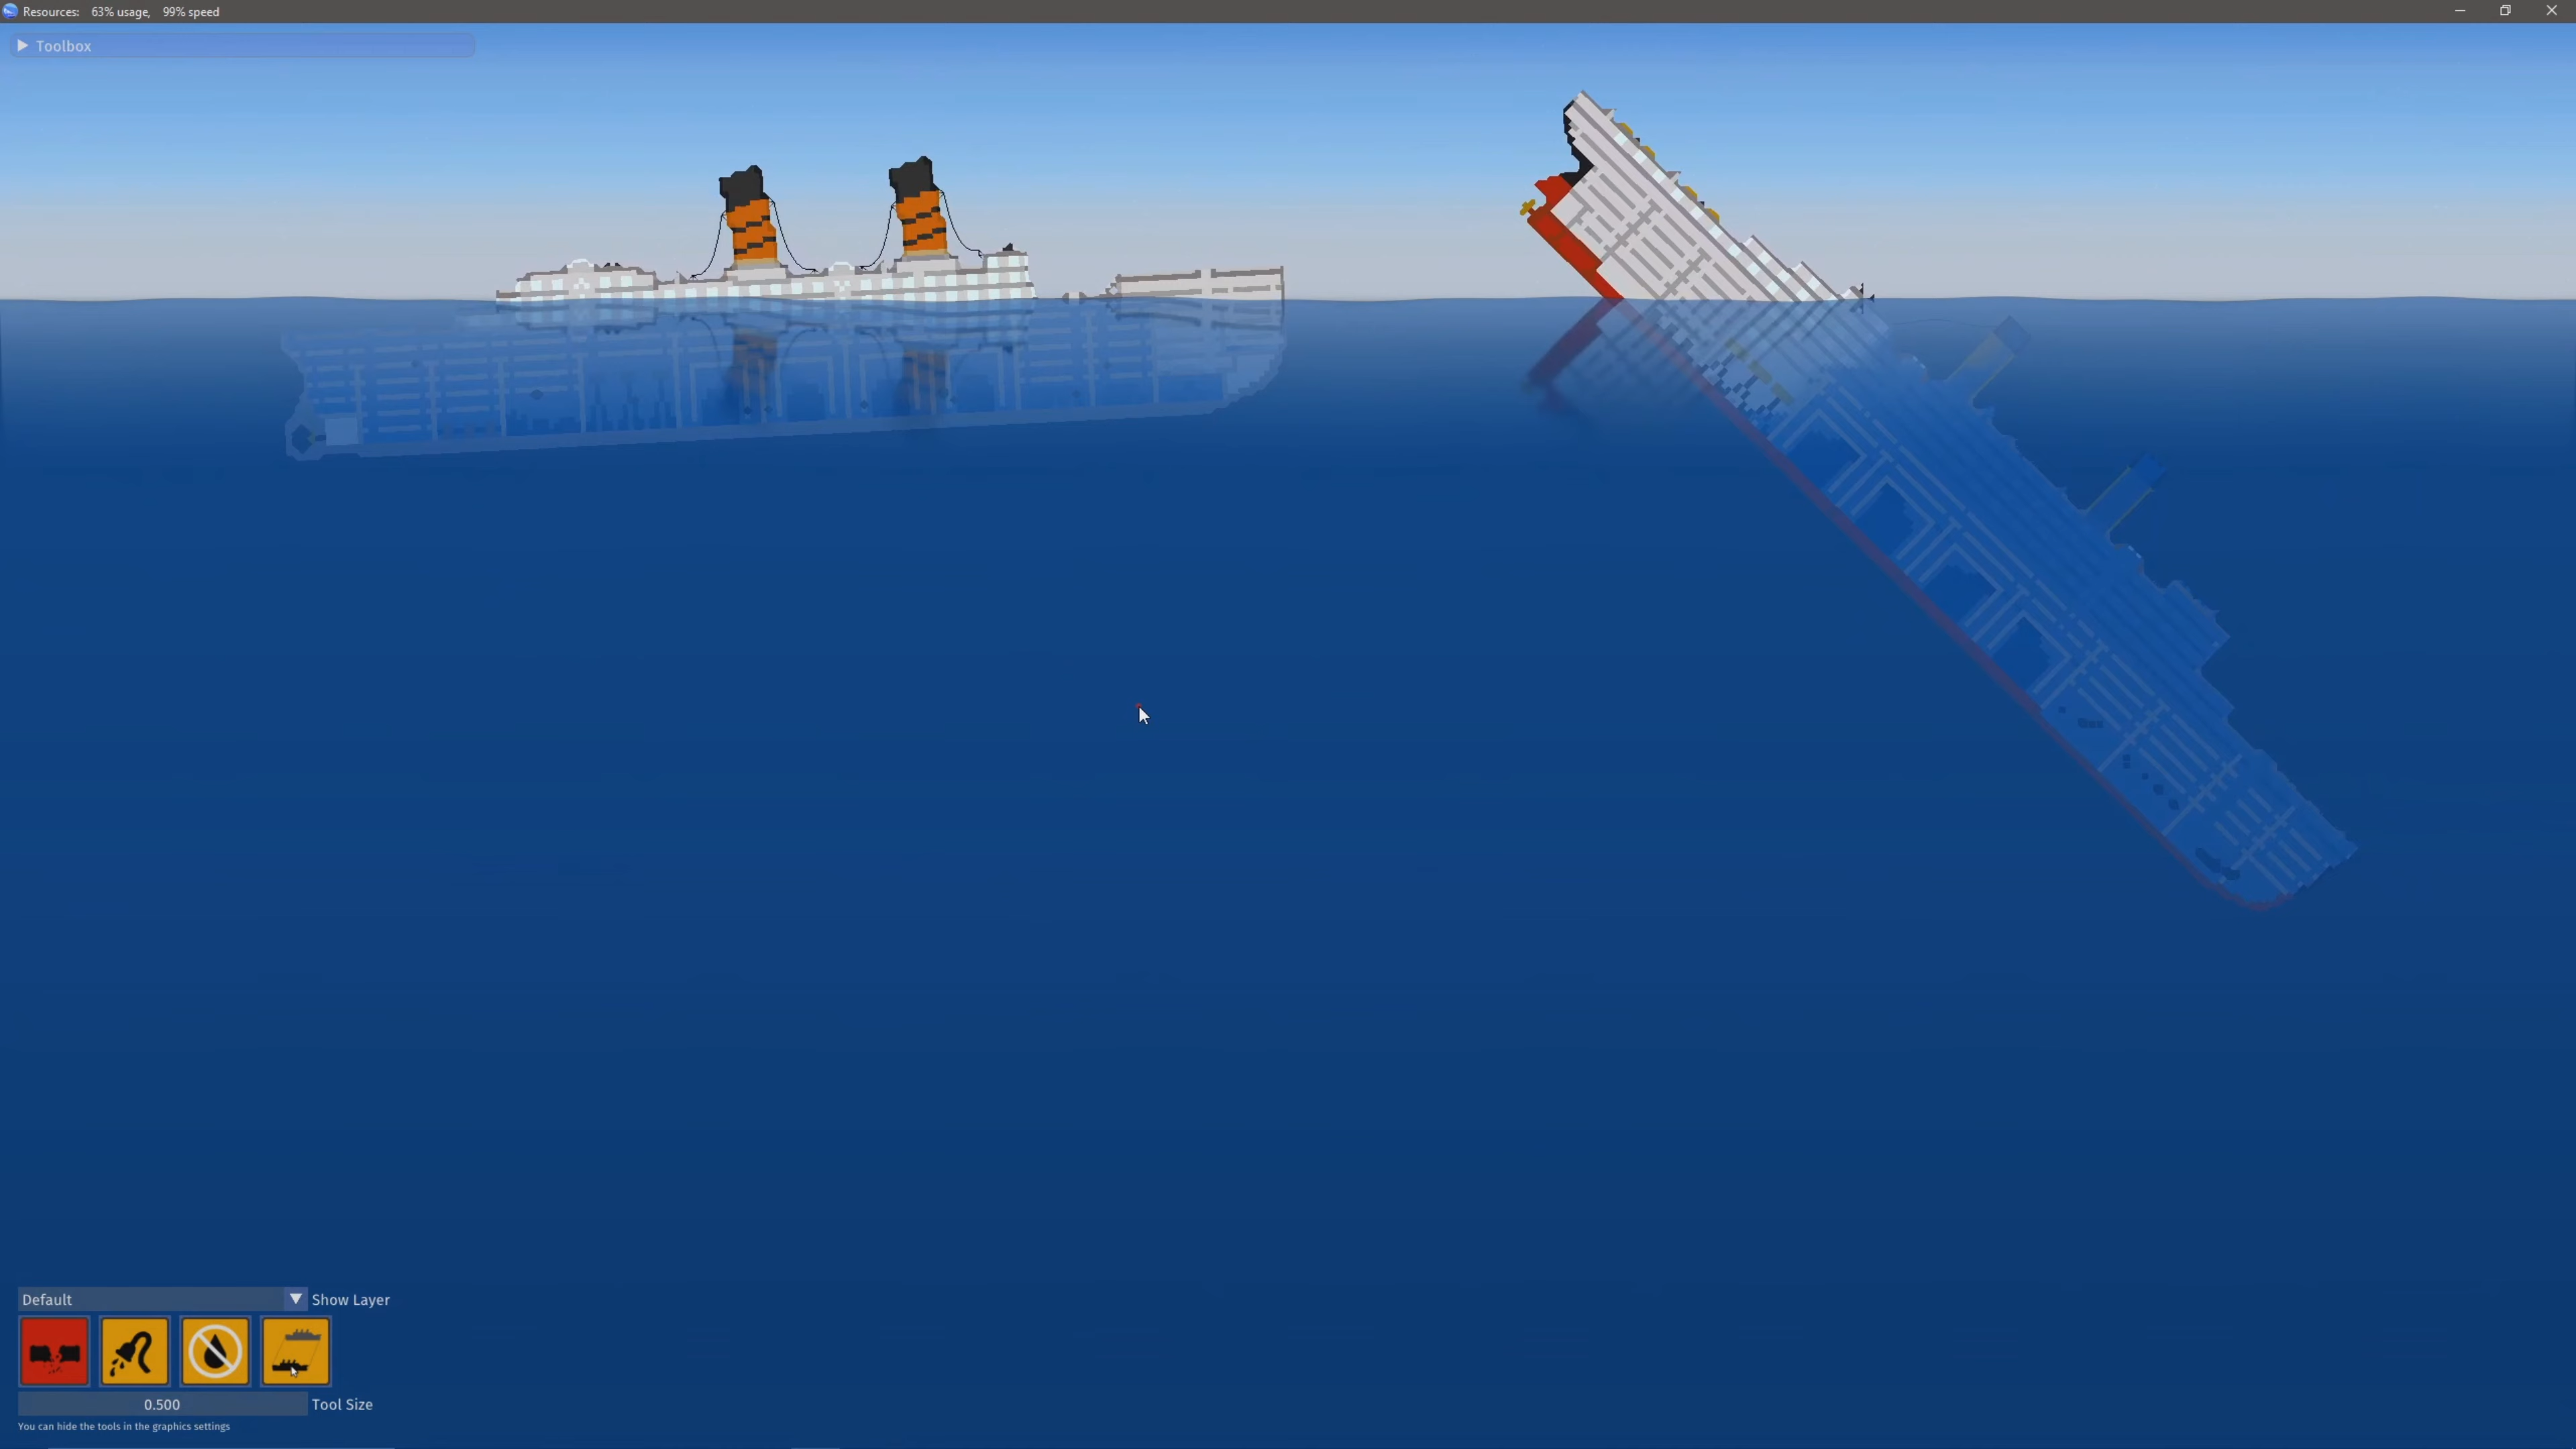 Resources: 63% usage, 99% speed
Toolbox
Default
Show Layer
0.500
Tool Size
You can hide the tools in the graphics settings